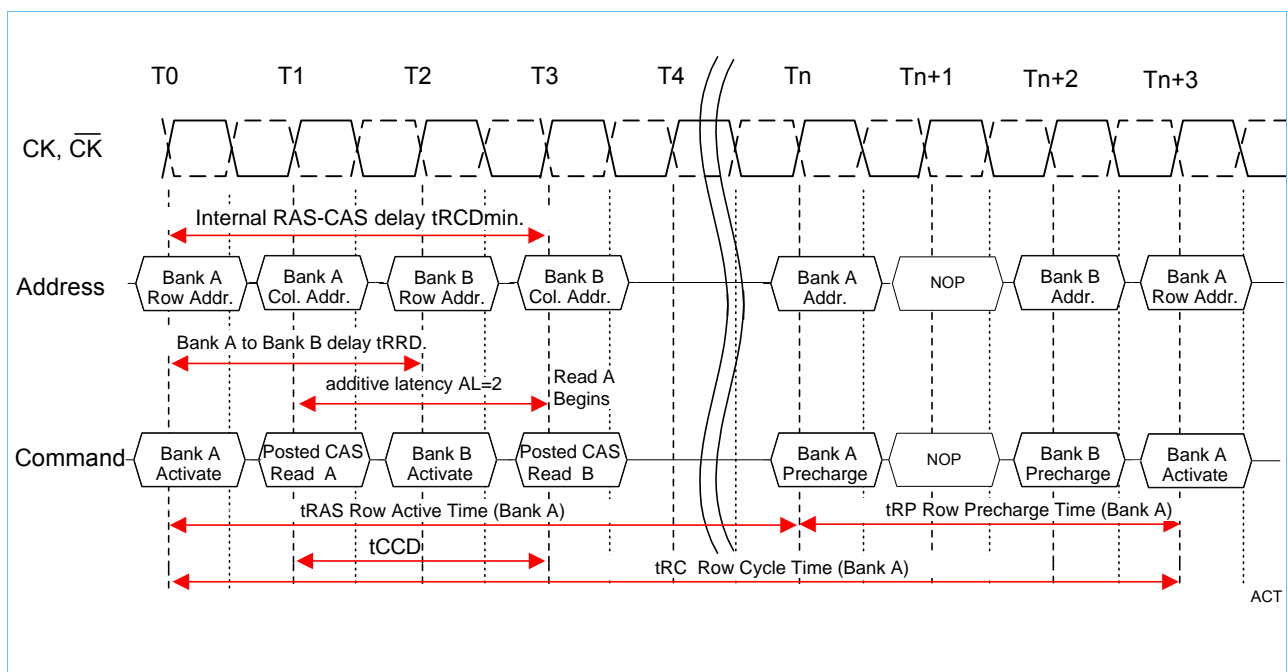 T0 T1 T2 T3 T4 Tn Tn+1 Tn+2 Tn+3
CK, CK
Internal RAS-CAS delay tRCDmin.
Address
Bank A
Row Addr.
Bank A
Col. Addr.
Bank B
Row Addr.
Bank B
Col. Addr.
Bank A
Addr.
NOP
Bank B
Addr.
Bank A
Row Addr.
Bank A to Bank B delay tRRD.
additive latency AL=2
Read A
Begins
Command
Bank A
Activate
Posted CAS
Read A
Bank B
Activate
Posted CAS
Read B
Bank A
Precharge
NOP
Bank B
Precharge
Bank A
Activate
tRAS Row Active Time (Bank A)
tRP Row Precharge Time (Bank A)
tCCD
tRC Row Cycle Time (Bank A)
ACT